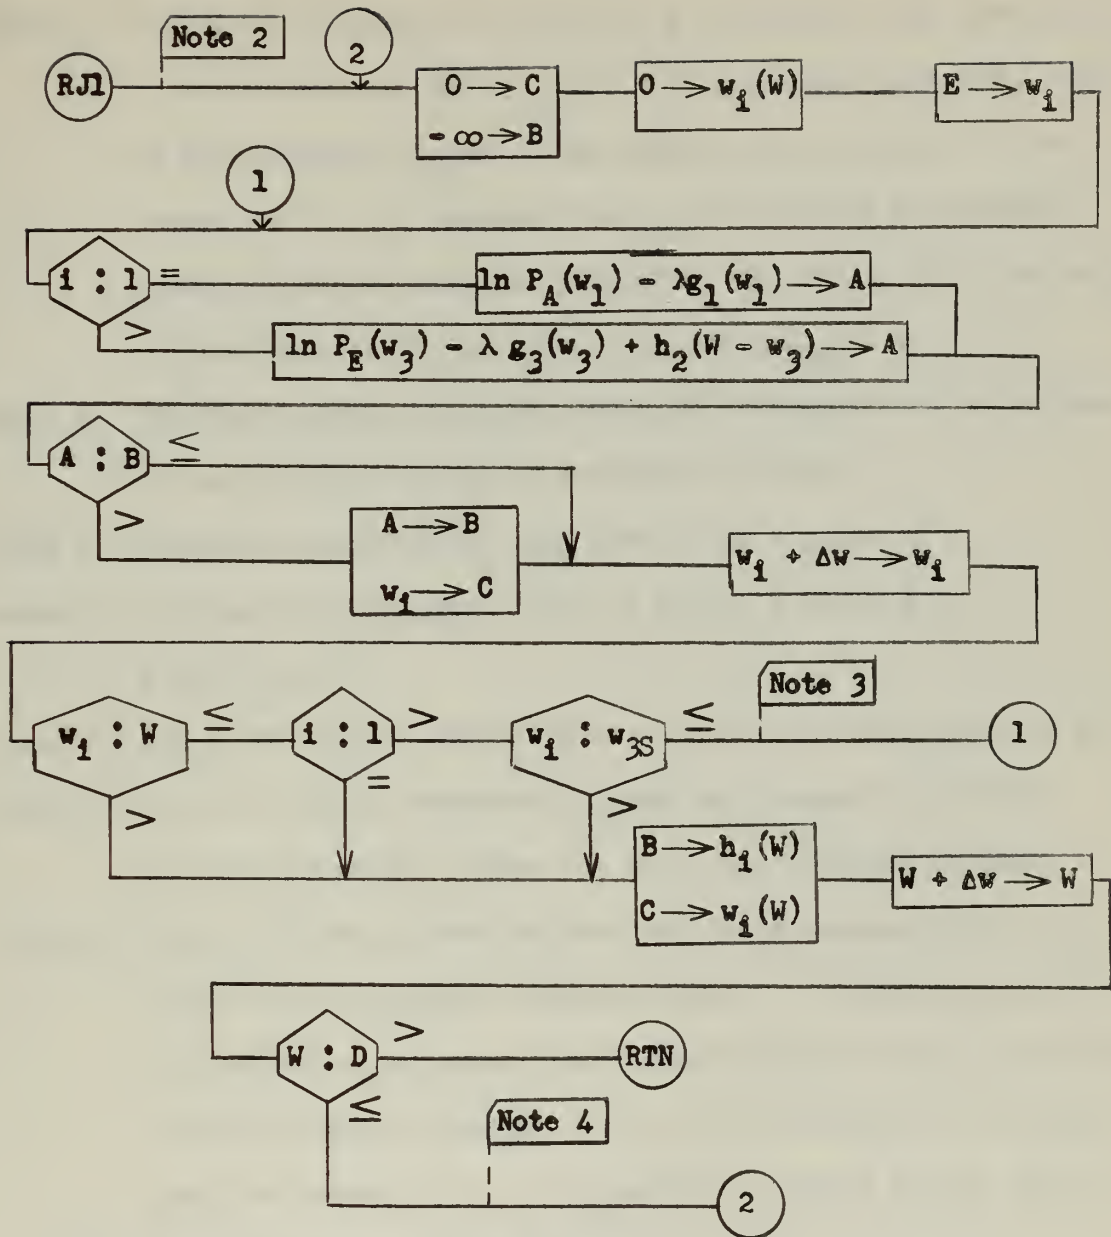 Note 2
2
RJ1
O → C
- ∞ → B
O → w_i(W)
E → w_i
1
i : 1
=
>
ln P_A(w_1) - λg_1(w_1) → A
ln P_E(w_3) - λ g_3(w_3) + h_2(W - w_3) → A
A : B
≤
>
A → B
w_i → C
w_i + Δw → w_i
Note 3
w_i : W
≤
>
i : 1
>
=
w_i : w_3S
≤
>
1
B → h_i(W)
C → w_i(W)
W + Δw → W
W : D
>
≤
RTN
Note 4
2